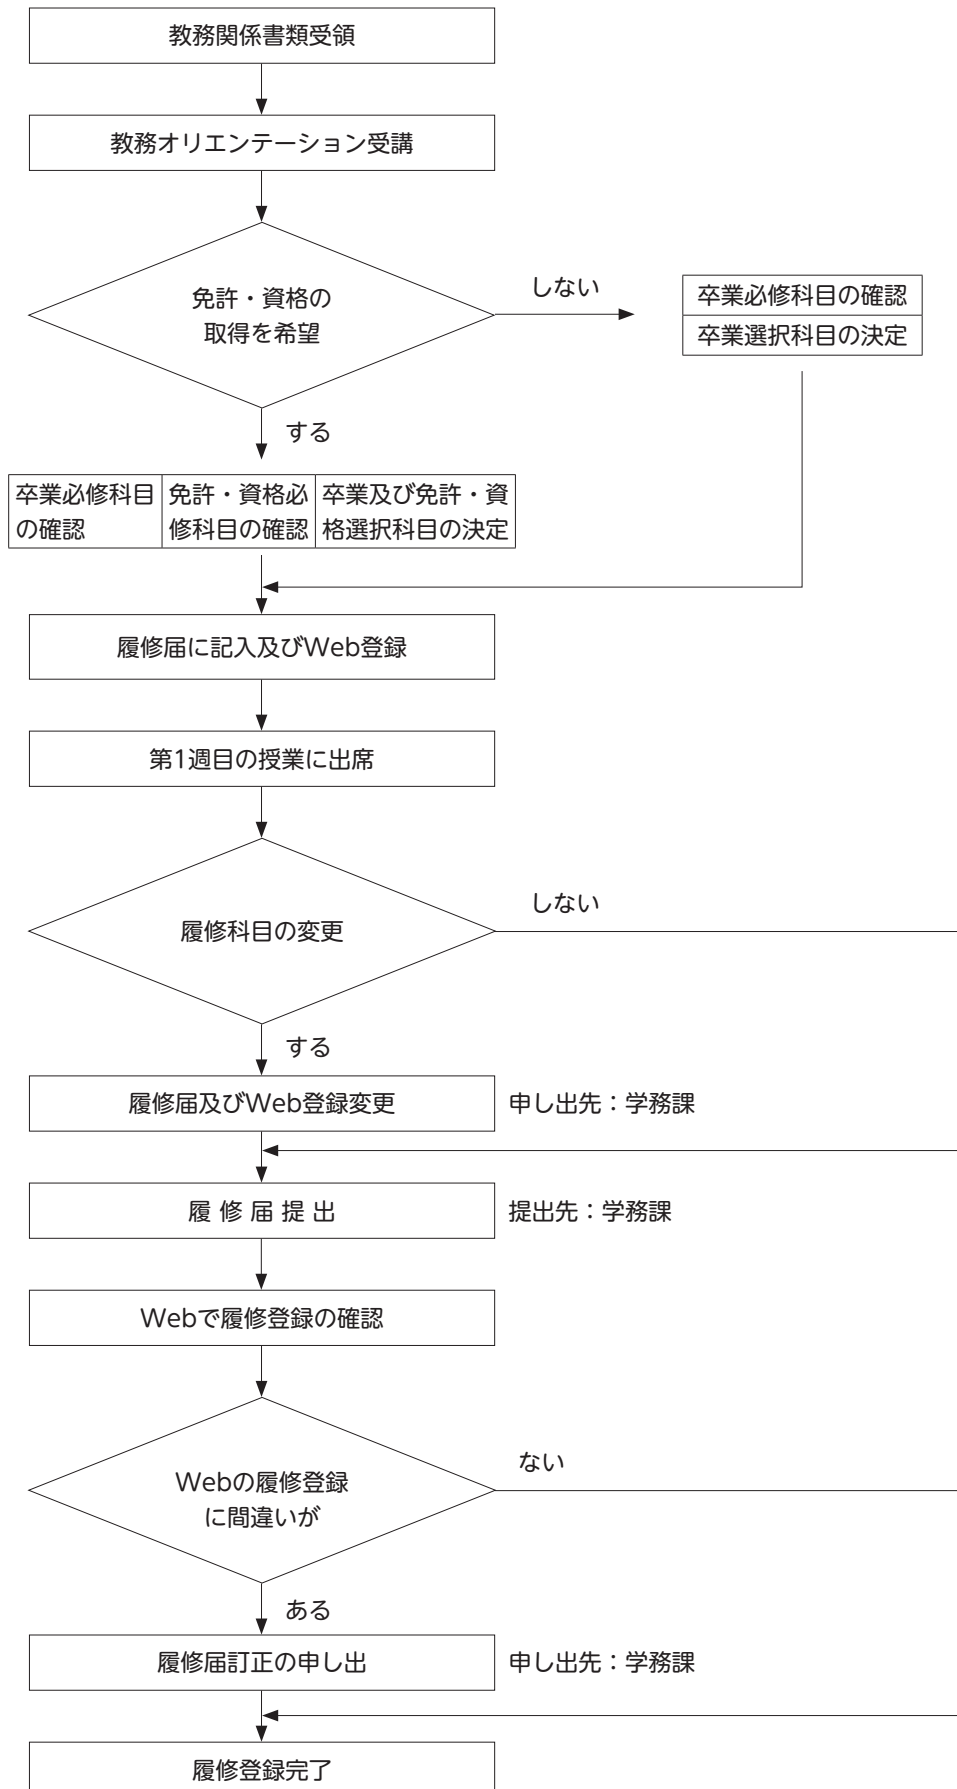 教務関係書類受領
教務オリエンテーション受講
免許・資格の
取得を希望
しない
卒業必修科目の確認
卒業選択科目の決定
する
卒業必修科目
の確認
免許・資格必
修科目の確認
卒業及び免許・資
格選択科目の決定
履修届に記入及びWeb登録
第1週目の授業に出席
履修科目の変更
しない
する
履修届及びWeb登録変更
申し出先：学務課
履 修 届 提 出
提出先：学務課
Webで履修登録の確認
Webの履修登録
に間違いが
ない
ある
履修届訂正の申し出
申し出先：学務課
履修登録完了